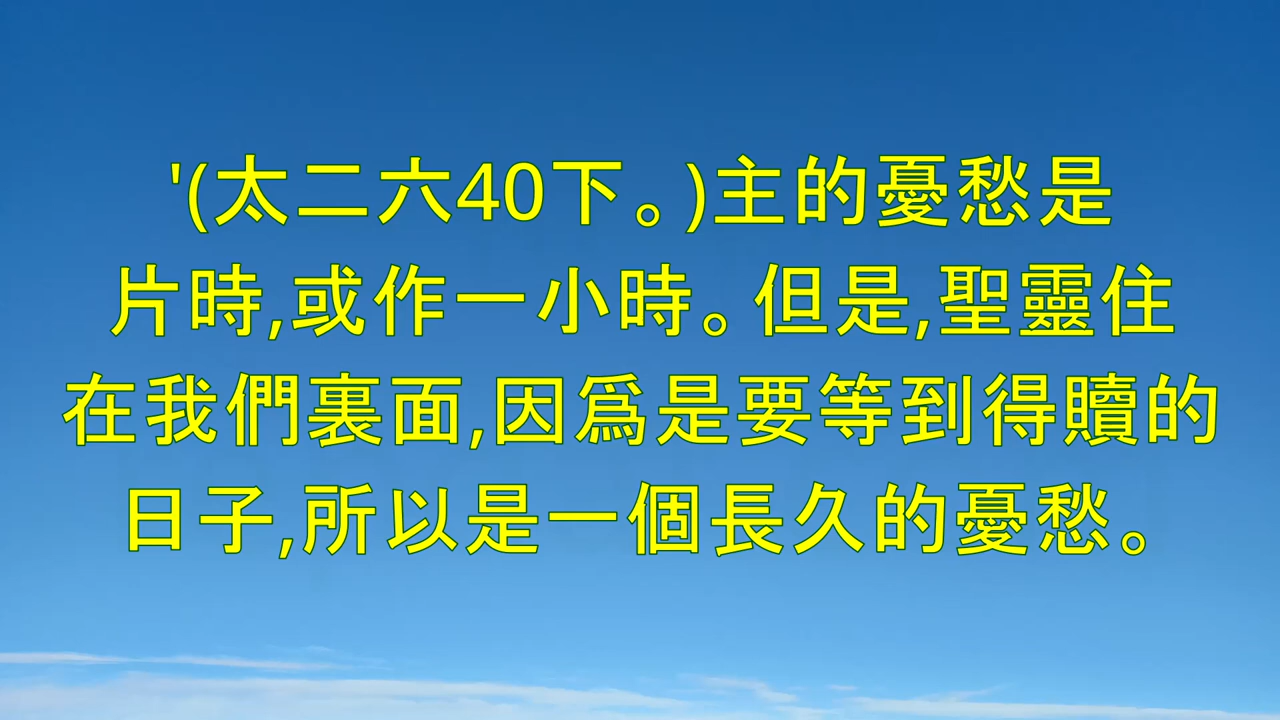 '(太二六40下。)主的憂愁是
片時,或作一小時。但是,聖靈住
在我們裏面,因爲是要等到得贖的
日子,所以是一個長久的憂愁。